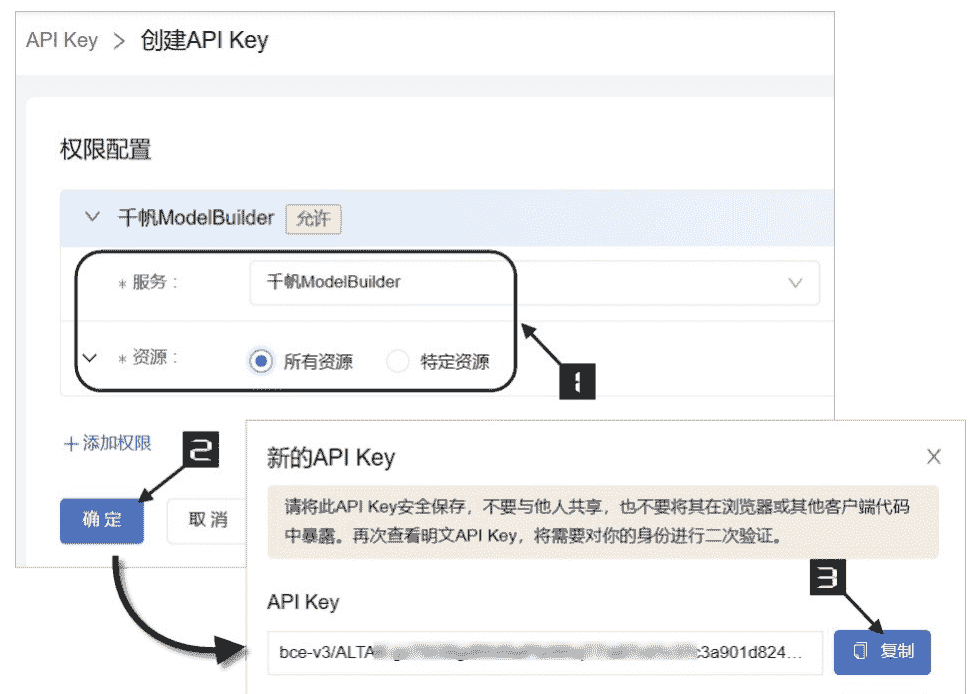 API Key > 创建API Key
权限配置
千帆ModelBuilder 允许
* 服务： 千帆ModelBuilder
* 资源： 所有资源 特定资源
1
+添加权限
2
确定 取消
新的API Key
请将此API Key安全保存，不要与他人共享，也不要将其在浏览器或其他客户端代码
中暴露。再次查看明文API Key，将需要对你的身份进行二次验证。
3
API Key
bce-v3/ALTA c3a901d824... 复制